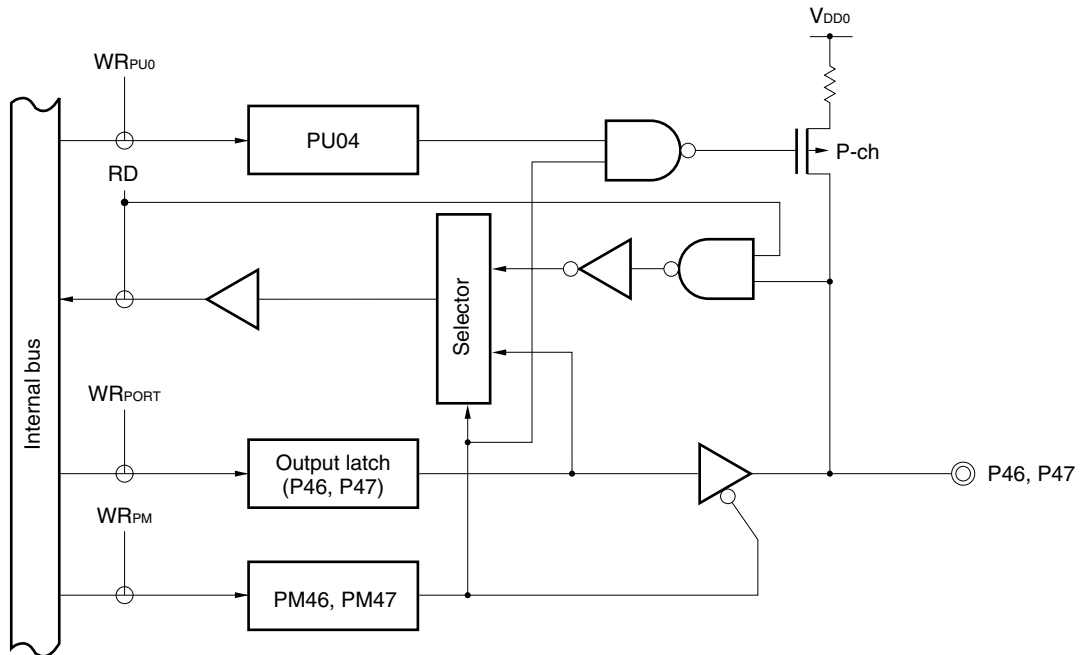 VDD0
WRPU0
PU04
P-ch
RD
Selector
Internal bus
WRPORT
Output latch
(P46, P47)
P46, P47
WRPM
PM46, PM47